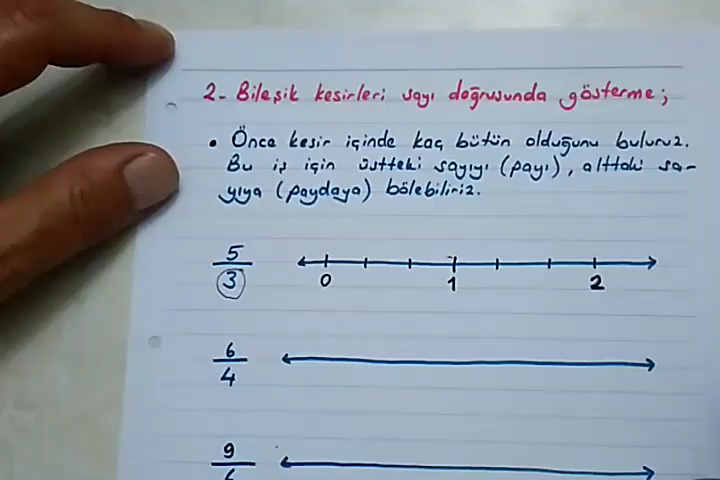 2- Bileşik kesirleri sayı doğrusunda gösterme;
• Önce kesir içinde kaç bütün olduğunu buluruz.
Bu iş için üstteki sayıyı (payı), alttaki sa-
yıya (paydaya) bölebiliriz.
5
3
0 1 2
6
4
9